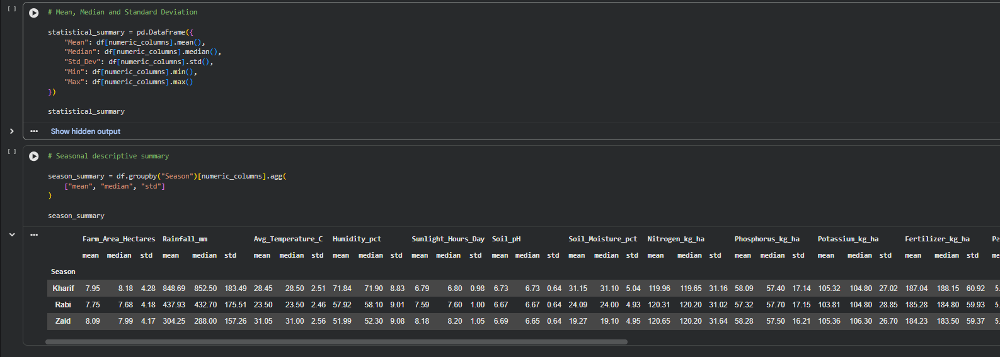 [ ]
# Mean, Median and Standard Deviation
statistical_summary = pd.DataFrame({
"Mean": df[numeric_columns].mean(),
"Median": df[numeric_columns].median(),
"Std_Dev": df[numeric_columns].std(),
"Min": df[numeric_columns].min(),
"Max": df[numeric_columns].max()
})
statistical_summary
Show hidden output
[ ]
# Seasonal descriptive summary
season_summary = df.groupby("Season")[numeric_columns].agg(
["mean", "median", "std"]
)
season_summary
Farm_Area_Hectares Rainfall_mm Avg_Temperature_C Humidity_pct Sunlight_Hours_Day Soil_pH Soil_Moisture_pct Nitrogen_kg_ha Phosphorus_kg_ha Potassium_kg_ha Fertilizer_kg_ha
mean median std mean median std mean median std mean median std mean median std mean median std mean median std mean median std mean median std mean median std mean median std
Season
Kharif 7.95 8.18 4.28 848.69 852.50 183.49 28.45 28.50 2.51 71.84 71.90 8.83 6.79 6.80 0.98 6.73 6.73 0.64 31.15 31.10 5.04 119.96 119.65 31.16 58.09 57.40 17.14 105.32 104.80 27.02 187.04 188.15 60.92
Rabi 7.75 7.68 4.18 437.93 432.70 175.51 23.50 23.50 2.46 57.92 58.10 9.01 7.59 7.60 1.00 6.67 6.67 0.64 24.09 24.00 4.93 120.31 120.20 31.02 57.32 57.70 17.15 103.81 104.80 28.85 185.28 184.80 59.93
Zaid 8.09 7.99 4.17 304.25 288.00 157.26 31.05 31.00 2.56 51.99 52.30 9.08 8.18 8.20 1.05 6.69 6.65 0.64 19.27 19.10 4.95 120.65 120.20 31.64 58.28 57.50 16.21 105.36 106.30 26.70 184.23 183.50 59.37